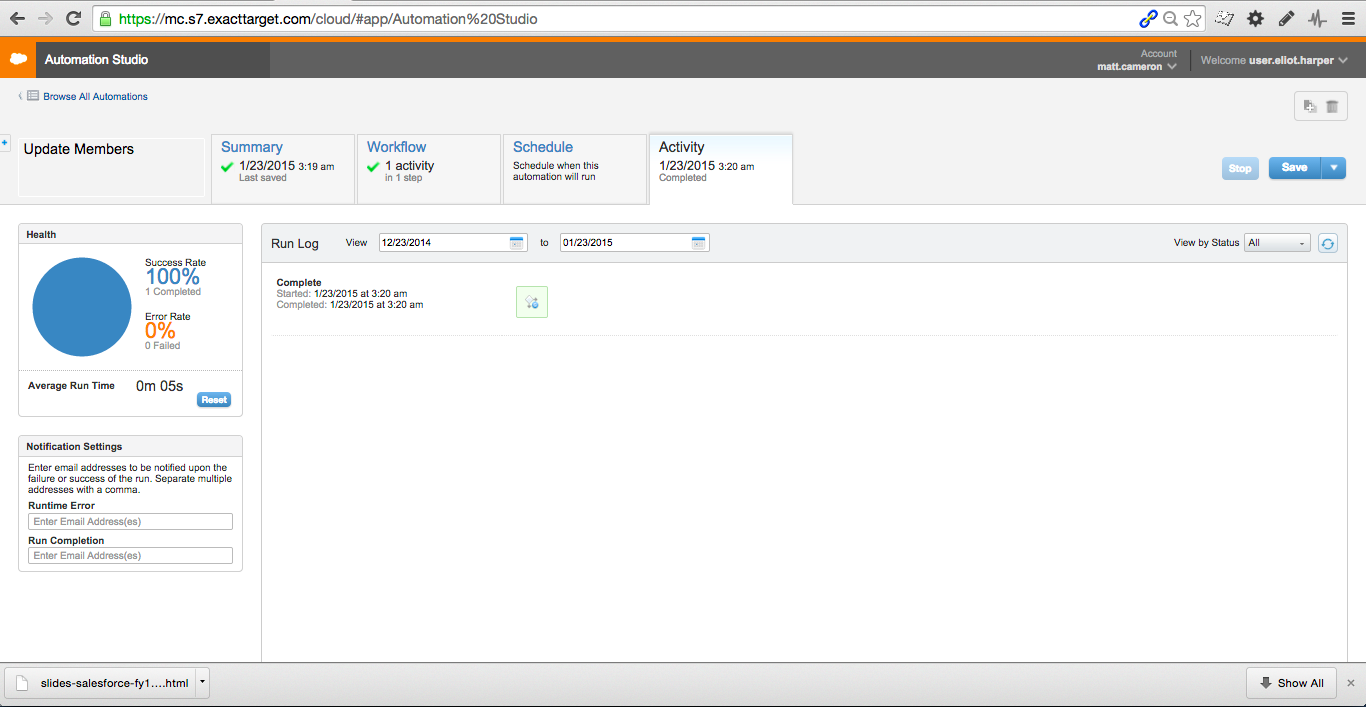 https://mc.s7.exacttarget.com/cloud/#app/Automation%20Studio
Automation Studio
Account
matt.cameron
Welcome user.eliot.harper
Browse All Automations
Update Members
Summary
1/23/2015 3:19 am
Last saved
Workflow
1 activity
in 1 step
Schedule
Schedule when this
automation will run
Activity
1/23/2015 3:20 am
Completed
Stop
Save
Health
Success Rate
100%
1 Completed
Error Rate
0%
0 Failed
Average Run Time 0m 05s
Reset
Notification Settings
Enter email addresses to be notified upon the
failure or success of the run. Separate multiple
addresses with a comma.
Runtime Error
Enter Email Address(es)
Run Completion
Enter Email Address(es)
Run Log View 12/23/2014 to 01/23/2015 View by Status All
Complete
Started: 1/23/2015 at 3:20 am
Completed: 1/23/2015 at 3:20 am
slides-salesforce-fy1....html
Show All